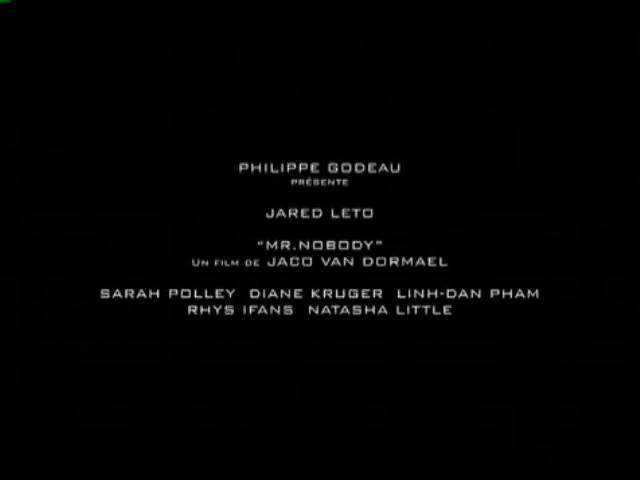 PHILIPPE GODEAU
PRÉSENTE
JARED LETO
"MR.NOBODY"
UN FILM DE JACO VAN DORMAEL
SARAH POLLEY DIANE KRUGER LINH-DAN PHAM
RHYS IFANS NATASHA LITTLE